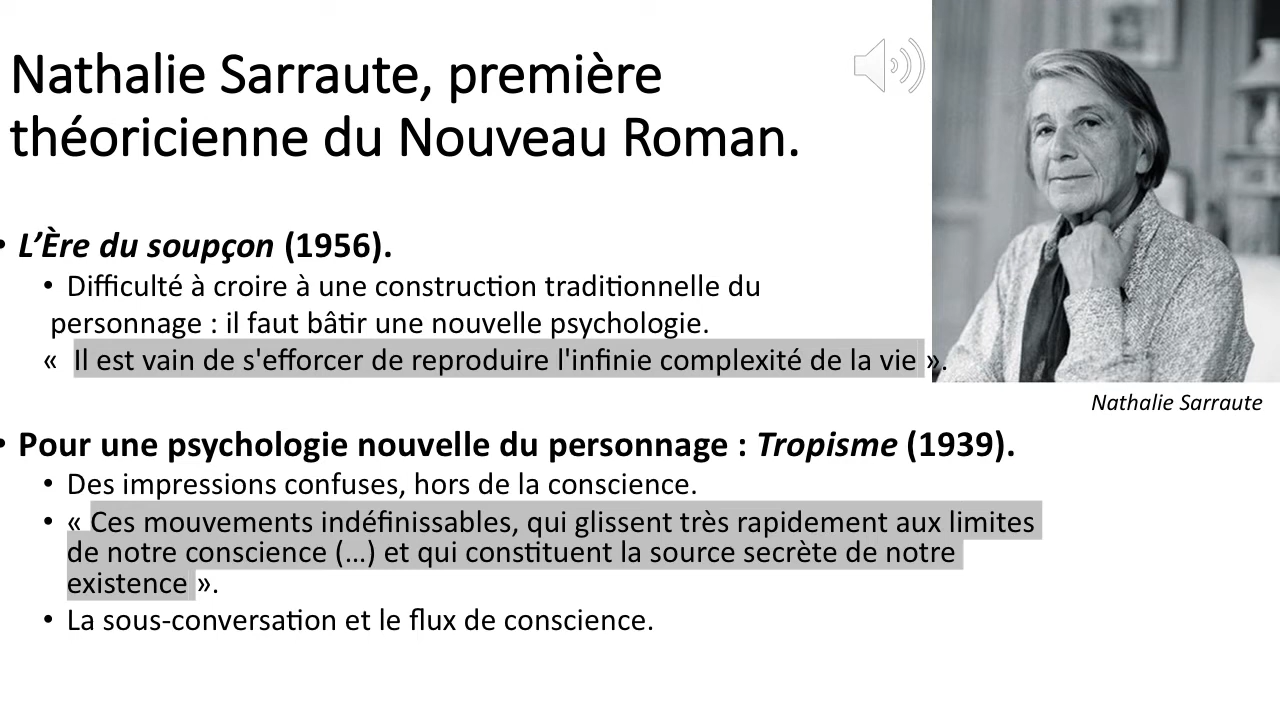 Nathalie Sarraute, première
théoricienne du Nouveau Roman.
• L’Ère du soupçon (1956).
• Difficulté à croire à une construction traditionnelle du
personnage : il faut bâtir une nouvelle psychologie.
«  Il est vain de s'efforcer de reproduire l'infinie complexité de la vie ».
Nathalie Sarraute
• Pour une psychologie nouvelle du personnage : Tropisme (1939).
• Des impressions confuses, hors de la conscience.
• « Ces mouvements indéfinissables, qui glissent très rapidement aux limites
de notre conscience (…) et qui constituent la source secrète de notre
existence ».
• La sous-conversation et le flux de conscience.